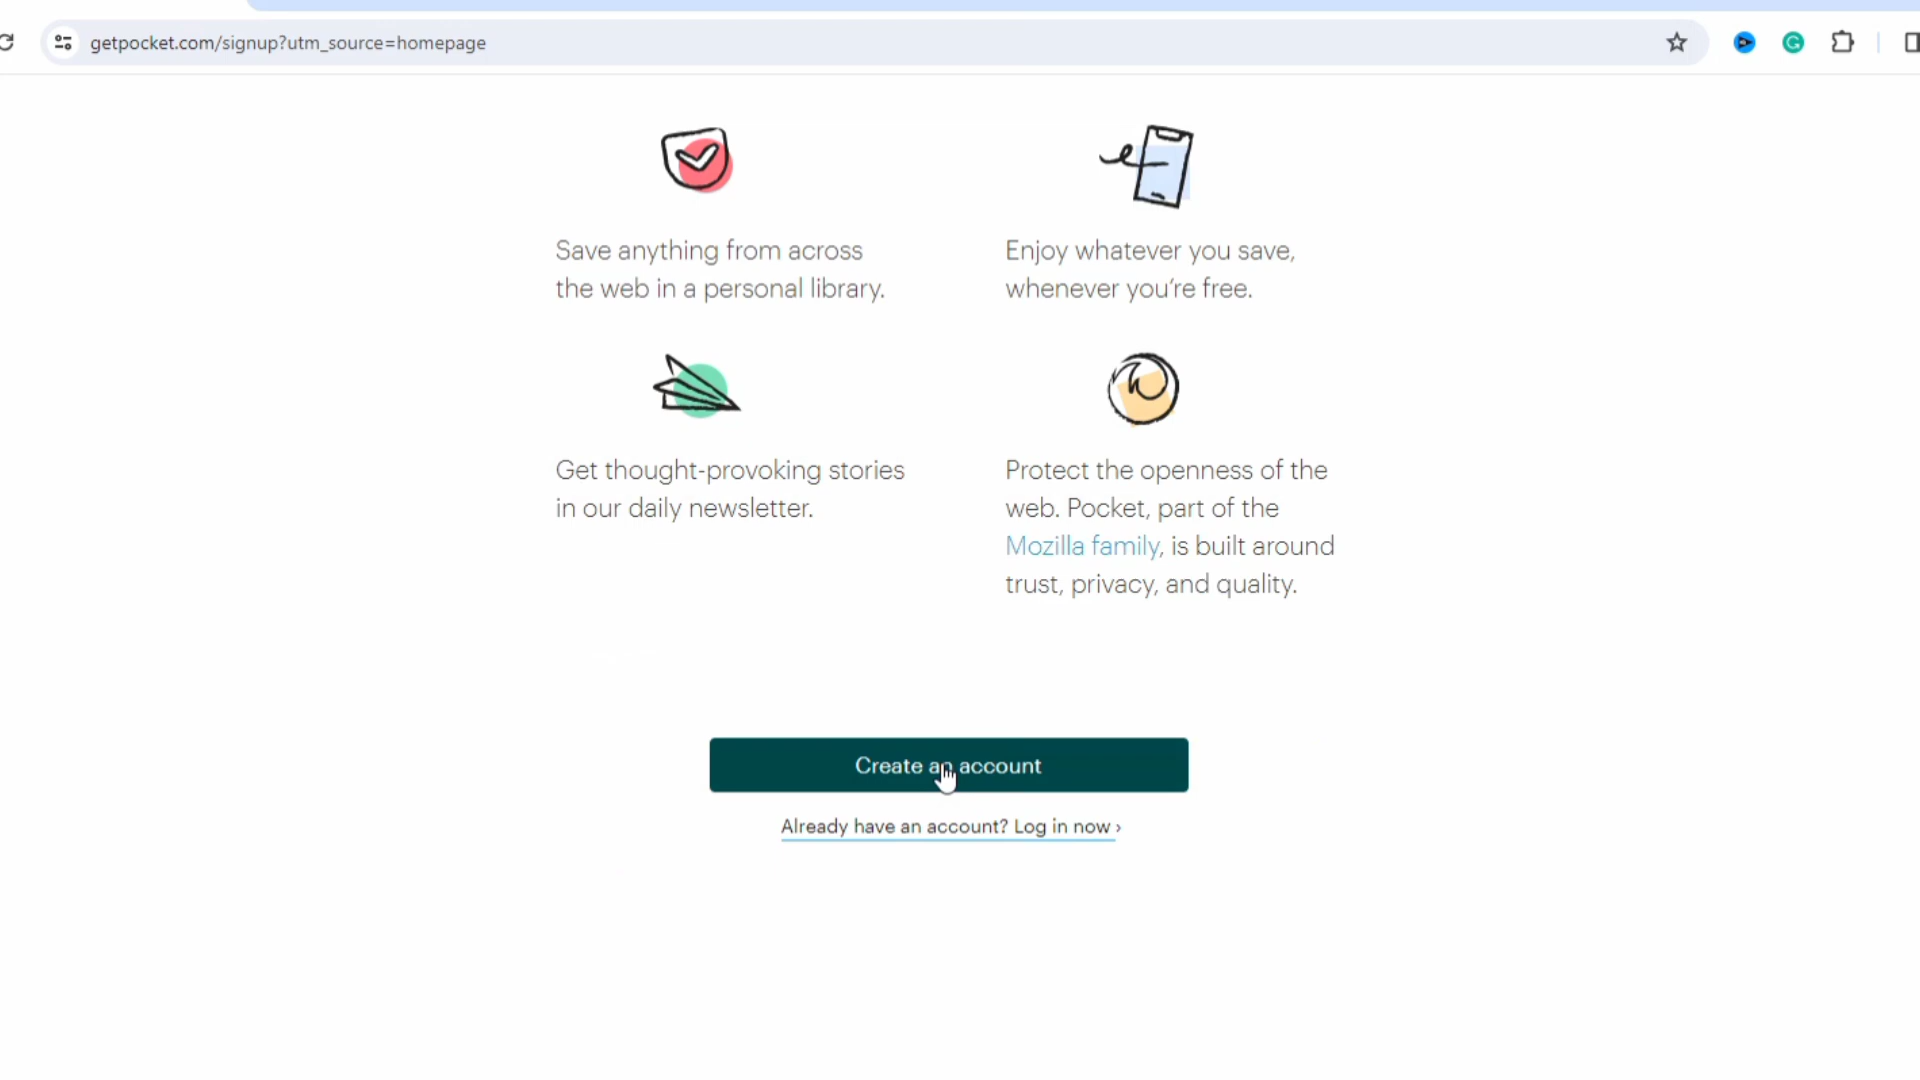 getpocket.com/signup?utm_source=homepage
Save anything from across
the web in a personal library.
Enjoy whatever you save,
whenever you’re free.
Get thought-provoking stories
in our daily newsletter.
Protect the openness of the
web. Pocket, part of the
Mozilla family, is built around
trust, privacy, and quality.
Create an account
Already have an account? Log in now ›